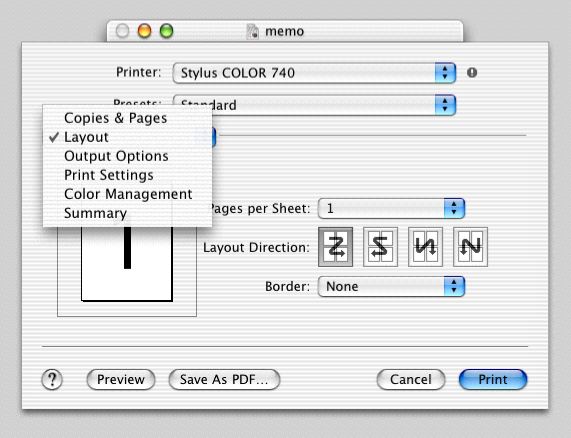 memo
Printer: Stylus COLOR 740
Presets: Standard
Copies & Pages
✓ Layout
Output Options
Print Settings
Color Management
Summary
Pages per Sheet: 1
1
Layout Direction:
Border: None
?
Preview
Save As PDF...
Cancel
Print